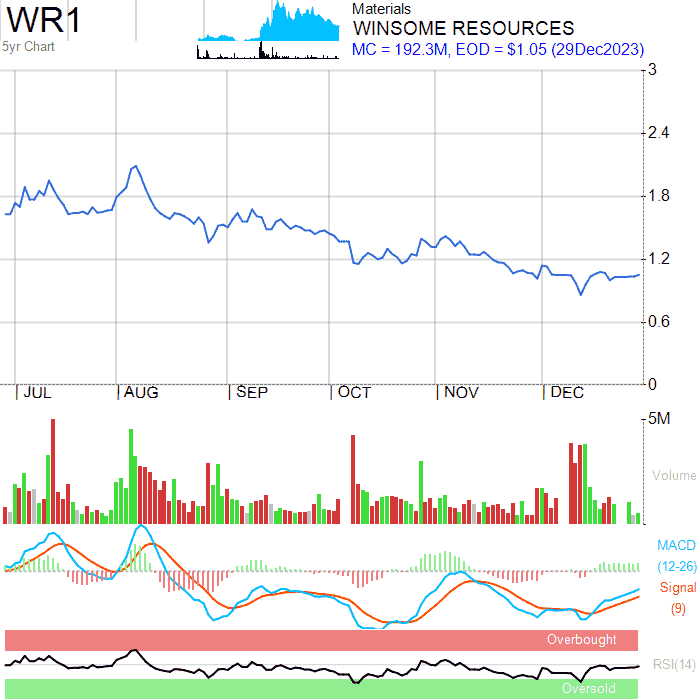 WR1
5yr Chart
Materials
WINSOME RESOURCES
MC = 192.3M, EOD = $1.05 (29Dec2023)
3
2.4
1.8
1.2
0.6
0
JUL AUG SEP OCT NOV DEC
5M
Volume
MACD
(12-26)
Signal
(9)
Overbought
RSI(14)
Oversold